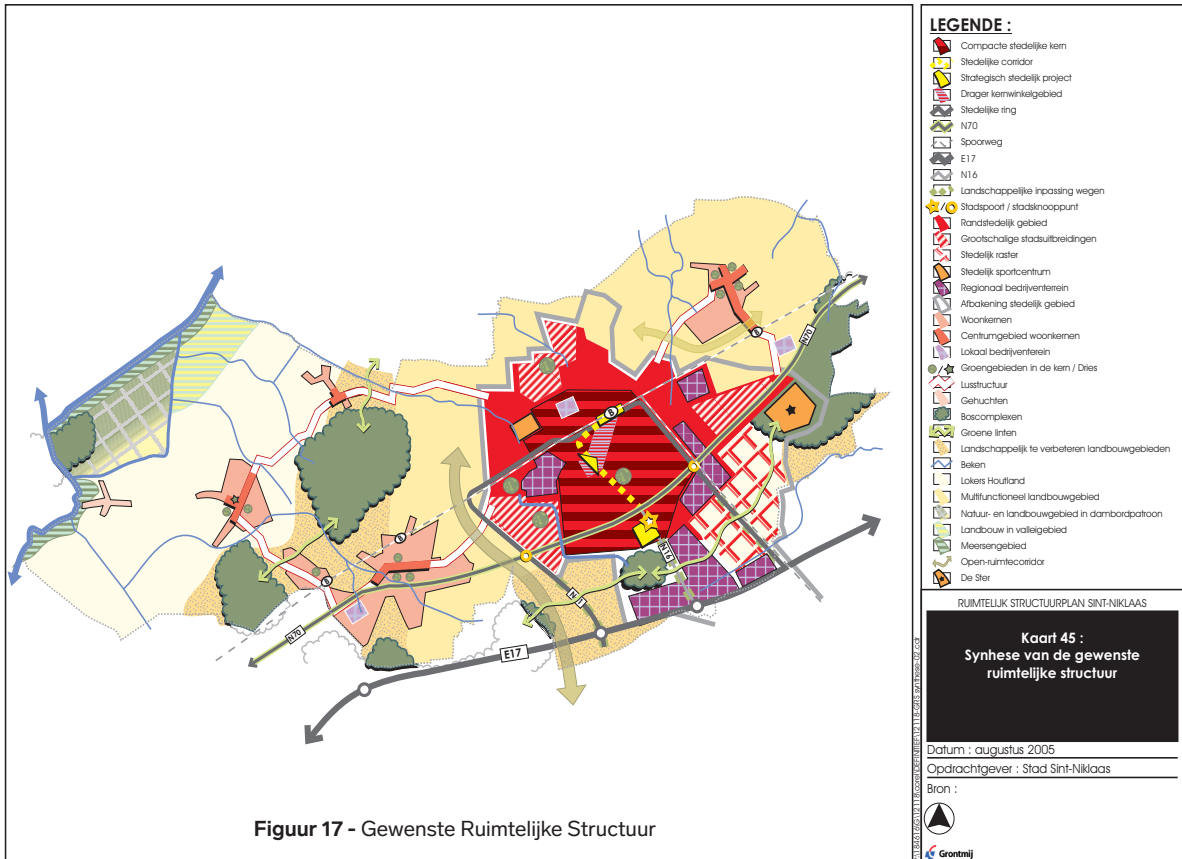 LEGENDE :
Compacte stedelijke kern
Stedelijke corridor
Strategisch stedelijk project
Drager kernwinkelgebied
Stedelijke ring
N70
Spoorweg
E17
N16
Landschappelijke inpassing wegen
Stadspoort / stadsknooppunt
Randstedelijk gebied
Grootschalige stadsuitbreidingen
Stedelijk raster
Stedelijk sportcentrum
Regionaal bedrijventerrein
Afbakening stedelijk gebied
Woonkernen
Centrumgebied woonkernen
Lokaal bedrijventerein
Groengebieden in de kern / Dries
Lusstructuur
Gehuchten
Boscomplexen
Groene linten
Landschappelijk te verbeteren landbouwgebieden
Beken
Lokers Houtland
Multifunctioneel landbouwgebied
Natuur- en landbouwgebied in dambordpatroon
Landbouw in valleigebied
Meersengebied
Open-ruimtecorridor
De Ster
RUIMTELIJK STRUCTUURPLAN SINT-NIKLAAS
Kaart 45 :
Synhese van de gewenste
ruimtelijke structuur
Datum : augustus 2005
Opdrachtgever : Stad Sint-Niklaas
Bron :
Grontmij
N70
S
B
S
S
N16
N70
E17
Figuur 17 - Gewenste Ruimtelijke Structuur